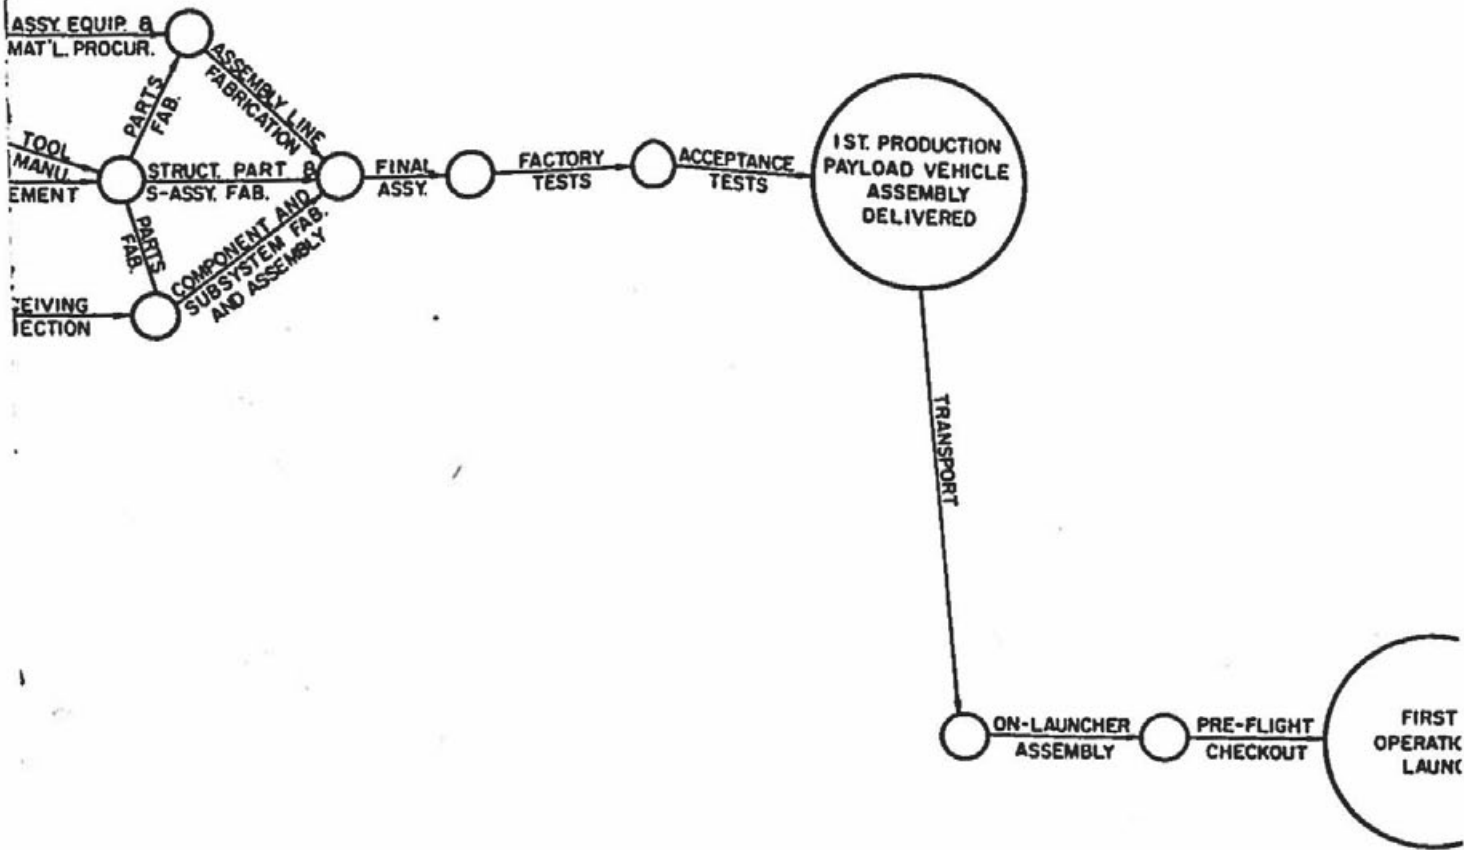 ASSY. EQUIP. &
MAT'L. PROCUR.
ASSEMBLY LINE
FABRICATION
PARTS
FAB.
TOOL
MANU
EMENT
STRUCT. PART &
S-ASSY. FAB.
PARTS
FAB.
COMPONENT AND
SUBSYSTEM FAB.
AND ASSEMBLY
EIVING
ECTION
FINAL
ASSY.
FACTORY
TESTS
ACCEPTANCE
TESTS
1ST. PRODUCTION
PAYLOAD VEHICLE
ASSEMBLY
DELIVERED
TRANSPORT
ON-LAUNCHER
ASSEMBLY
PRE-FLIGHT
CHECKOUT
FIRST
OPERATI
LAUN